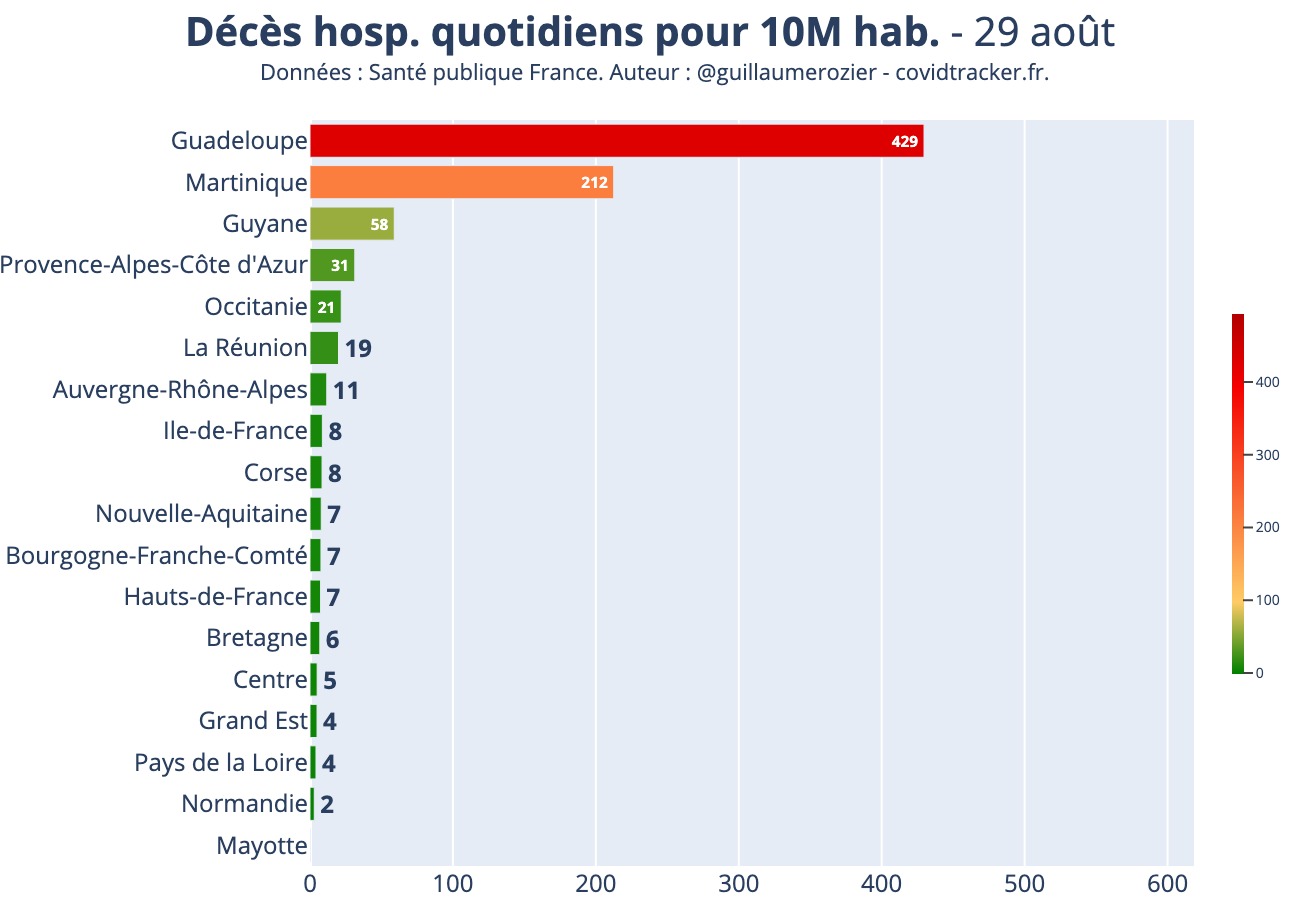 Décès hosp. quotidiens pour 10M hab. - 29 août
Données : Santé publique France. Auteur : @guillaumerozier - covidtracker.fr.
Guadeloupe 429
Martinique 212
Guyane 58
Provence-Alpes-Côte d'Azur 31
Occitanie 21
La Réunion 19
Auvergne-Rhône-Alpes 11
Ile-de-France 8
Corse 8
Nouvelle-Aquitaine 7
Bourgogne-Franche-Comté 7
Hauts-de-France 7
Bretagne 6
Centre 5
Grand Est 4
Pays de la Loire 4
Normandie 2
Mayotte
0 100 200 300 400 500 600
400
300
200
100
0